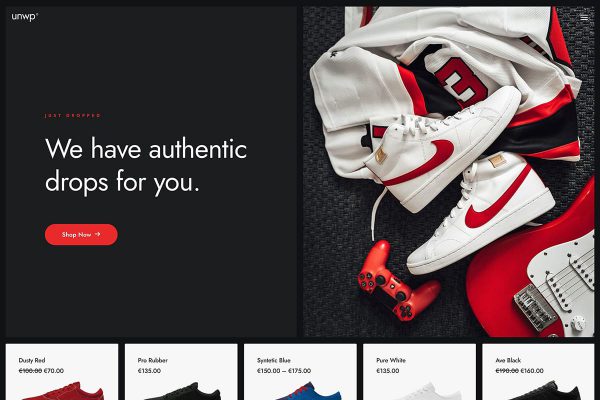 unwp
JUST DROPPED
We have authentic
drops for you.
Shop Now →
Dusty Red
€100.00 €70.00
Pro Rubber
€135.00
Syntetic Blue
€150.00 – €175.00
Pure White
€135.00
Ave Black
€190.00 €160.00
3